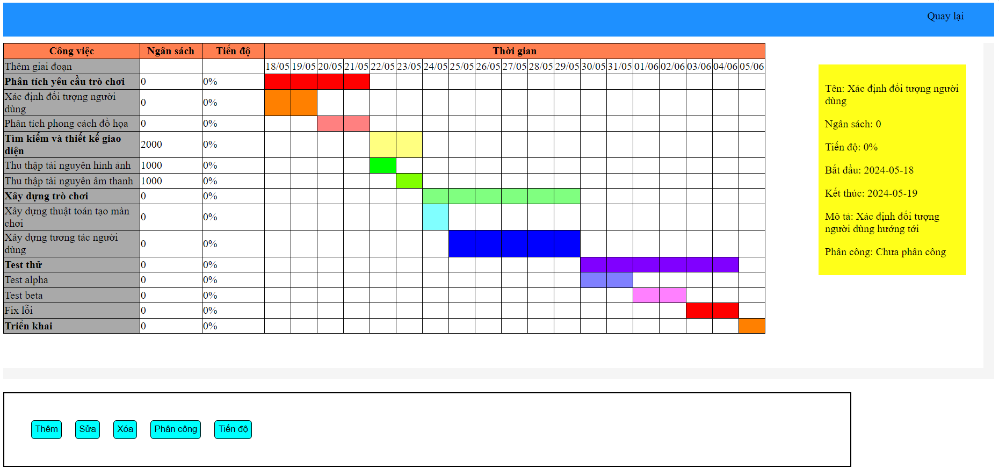 Quay lại
Công việc Ngân sách Tiến độ Thời gian
Thêm giai đoạn 18/05 19/05 20/05 21/05 22/05 23/05 24/05 25/05 26/05 27/05 28/05 29/05 30/05 31/05 01/06 02/06 03/06 04/06 05/06
Phân tích yêu cầu trò chơi 0 0%
Xác định đối tượng người
dùng
0 0%
Phân tích phong cách đồ họa 0 0%
Tìm kiếm và thiết kế giao
diện
2000 0%
Thu thập tài nguyên hình ảnh 1000 0%
Thu thập tài nguyên âm thanh 1000 0%
Xây dựng trò chơi 0 0%
Xây dựng thuật toán tạo màn
chơi
0 0%
Xây dựng tương tác người
dùng
0 0%
Test thử 0 0%
Test alpha 0 0%
Test beta 0 0%
Fix lỗi 0 0%
Triển khai 0 0%
Tên: Xác định đối tượng người
dùng
Ngân sách: 0
Tiến độ: 0%
Bắt đầu: 2024-05-18
Kết thúc: 2024-05-19
Mô tả: Xác định đối tượng
người dùng hướng tới
Phân công: Chưa phân công
Thêm Sửa Xóa Phân công Tiến độ